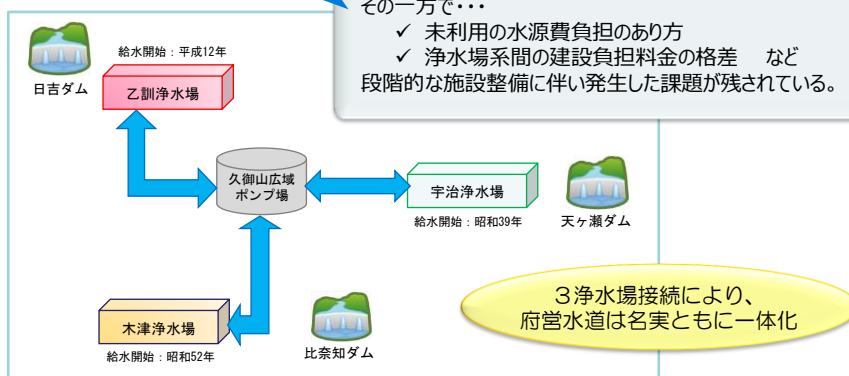 その一方で・・・
✓ 未利用の水源費負担のあり方
✓ 浄水場系間の建設負担料金の格差　など
段階的な施設整備に伴い発生した課題が残されている。
給水開始：平成12年
日吉ダム
乙訓浄水場
久御山広域
ポンプ場
宇治浄水場
給水開始：昭和39年
天ヶ瀬ダム
３浄水場接続により、
府営水道は名実ともに一体化
木津浄水場
給水開始：昭和52年
比奈知ダム